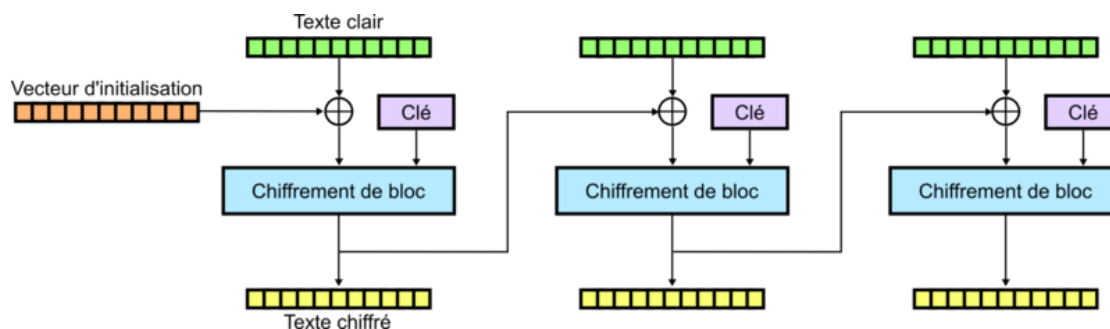 Texte clair
Vecteur d'initialisation
Clé
Clé
Clé
Chiffrement de bloc
Chiffrement de bloc
Chiffrement de bloc
Texte chiffré